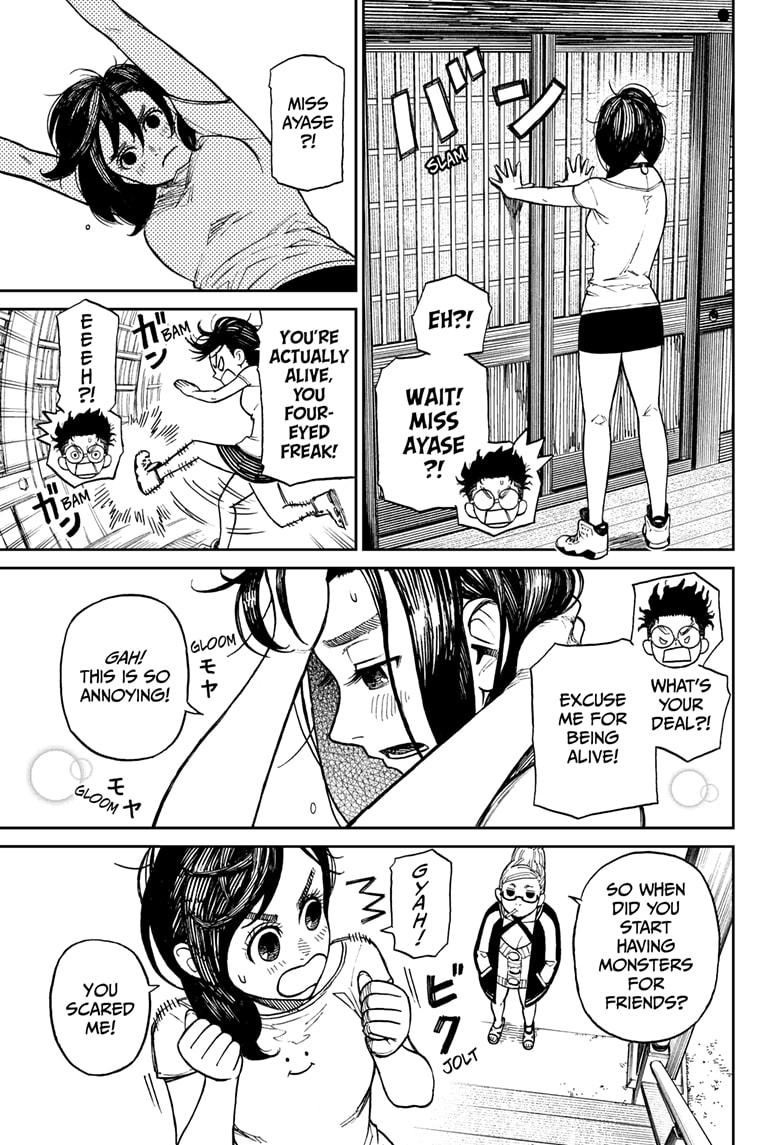 バン
SLAM
EH?!
WAIT!
MISS
AYASE
?!
MISS
AYASE
?!
YOU'RE
ACTUALLY
ALIVE,
YOU
FOUR-
EYED
FREAK!
ガン
BAM
EEEH?!
ガン
BAM
WHAT'S
YOUR
DEAL?!
EXCUSE
ME FOR
BEING
ALIVE!
GLOOM
モヤ
GAH!
THIS IS SO
ANNOYING!
モヤ
GLOOM
SO WHEN
DID YOU
START
HAVING
MONSTERS
FOR
FRIENDS?
GYAH!
ビク
JOLT
YOU
SCARED
ME!